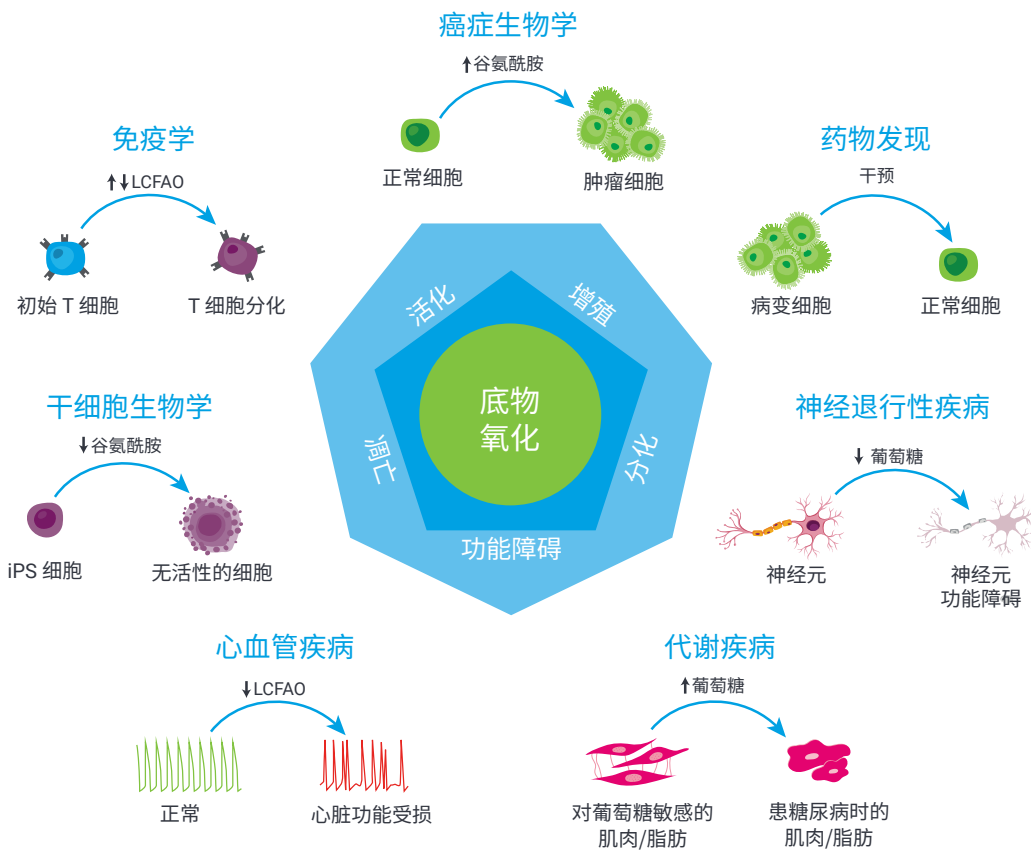 癌症生物学
↑谷氨酰胺
正常细胞
肿瘤细胞
免疫学
↑↓LCFAO
初始 T 细胞
T 细胞分化
药物发现
干预
病变细胞
正常细胞
活化
增殖
凋亡
分化
功能障碍
底物
氧化
干细胞生物学
↓谷氨酰胺
iPS 细胞
无活性的细胞
神经退行性疾病
↓ 葡萄糖
神经元
神经元
功能障碍
心血管疾病
↓LCFAO
正常
心脏功能受损
代谢疾病
↑葡萄糖
对葡萄糖敏感的
肌肉/脂肪
患糖尿病时的
肌肉/脂肪